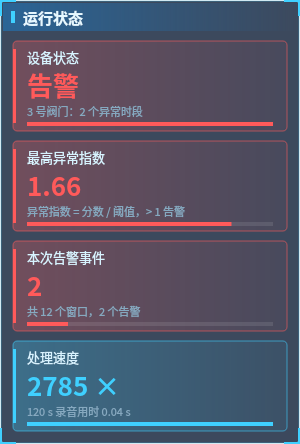 运行状态
设备状态
告警
3 号阀门：2 个异常时段
最高异常指数
1.66
异常指数 = 分数 / 阈值，> 1 告警
本次告警事件
2
共 12 个窗口，2 个告警
处理速度
2785 ×
120 s 录音用时 0.04 s